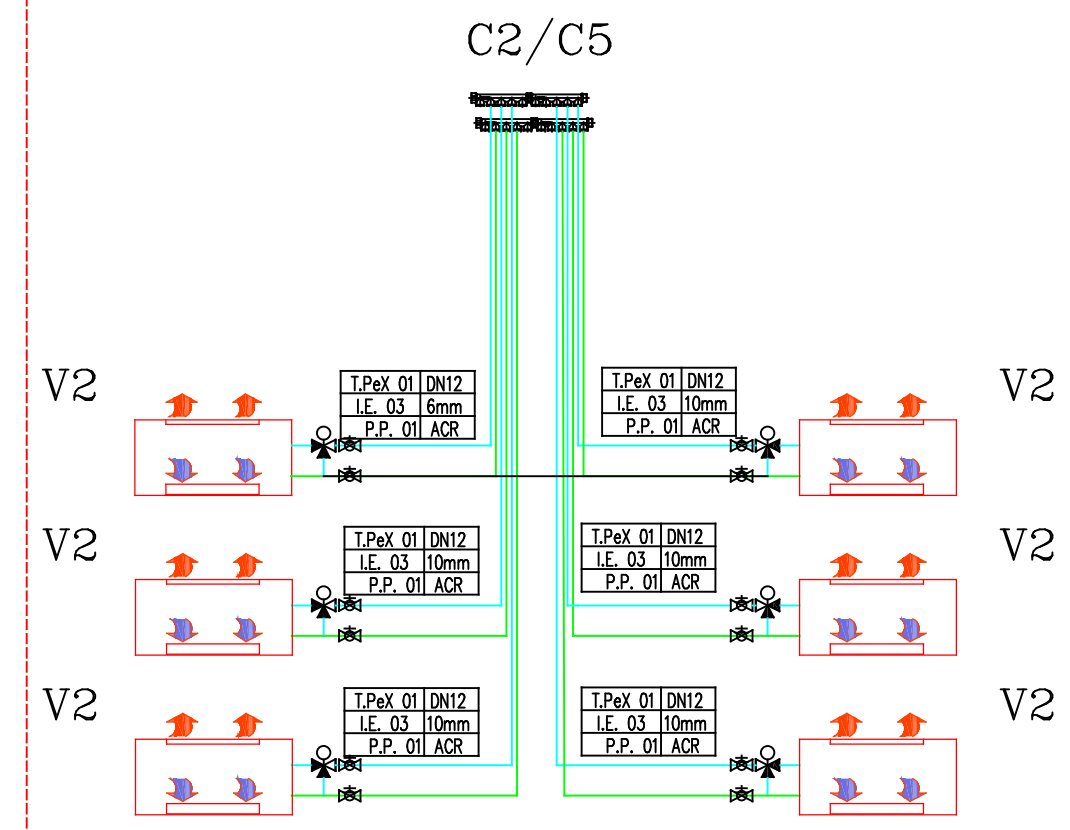 C2/C5
V2
T.PeX 01 DN12
I.E. 03 6mm
P.P. 01 ACR
T.PeX 01 DN12
I.E. 03 10mm
P.P. 01 ACR
V2
V2
T.PeX 01 DN12
I.E. 03 10mm
P.P. 01 ACR
T.PeX 01 DN12
I.E. 03 10mm
P.P. 01 ACR
V2
V2
T.PeX 01 DN12
I.E. 03 10mm
P.P. 01 ACR
T.PeX 01 DN12
I.E. 03 10mm
P.P. 01 ACR
V2